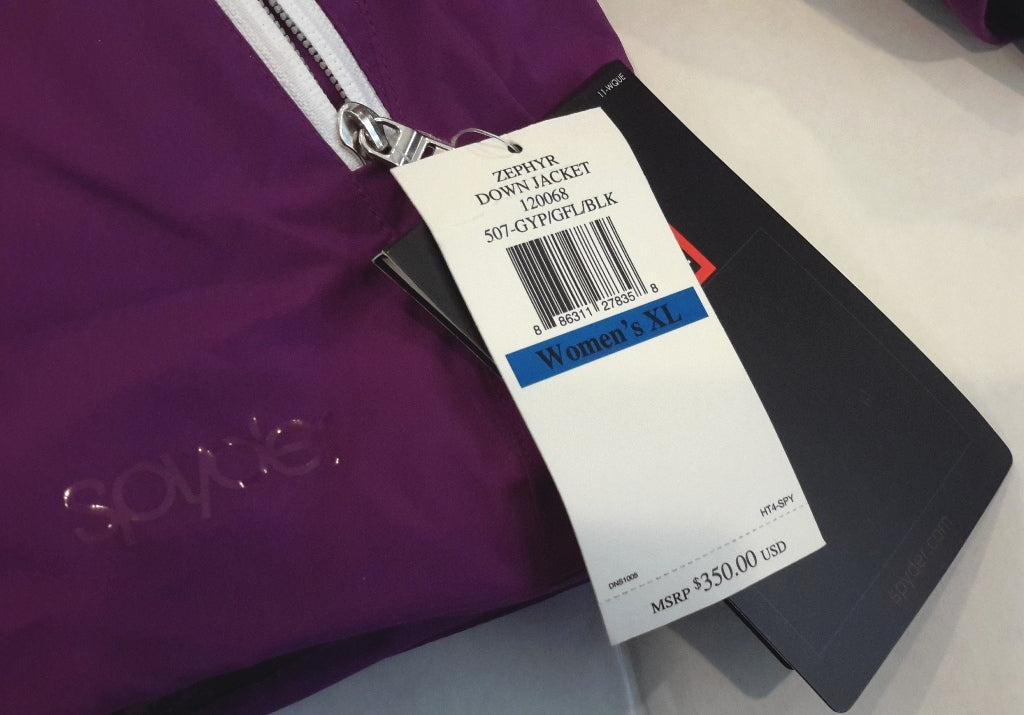 11-WQUE
ZEPHYR
DOWN JACKET
120068
507-GYP/GFL/BLK
8 86311 27835 8
Women's XL
HT4-SPY
DNS1005
MSRP $350.00 USD
spyder
spyder.com